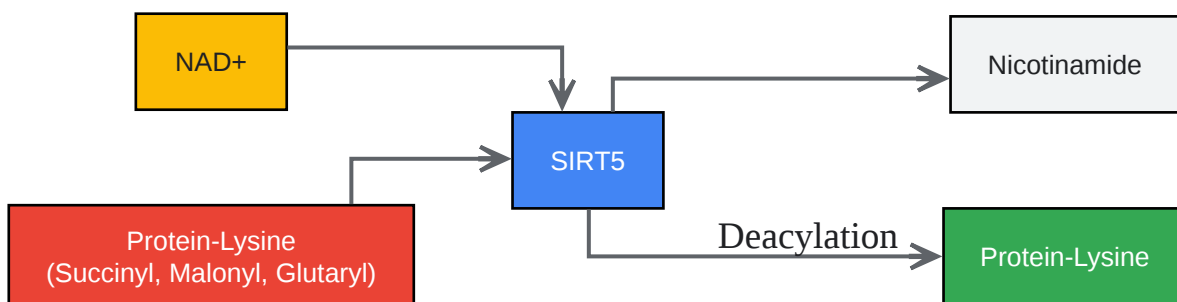 NAD+
Nicotinamide
SIRT5
Protein-Lysine
(Succinyl, Malonyl, Glutaryl)
Deacylation
Protein-Lysine